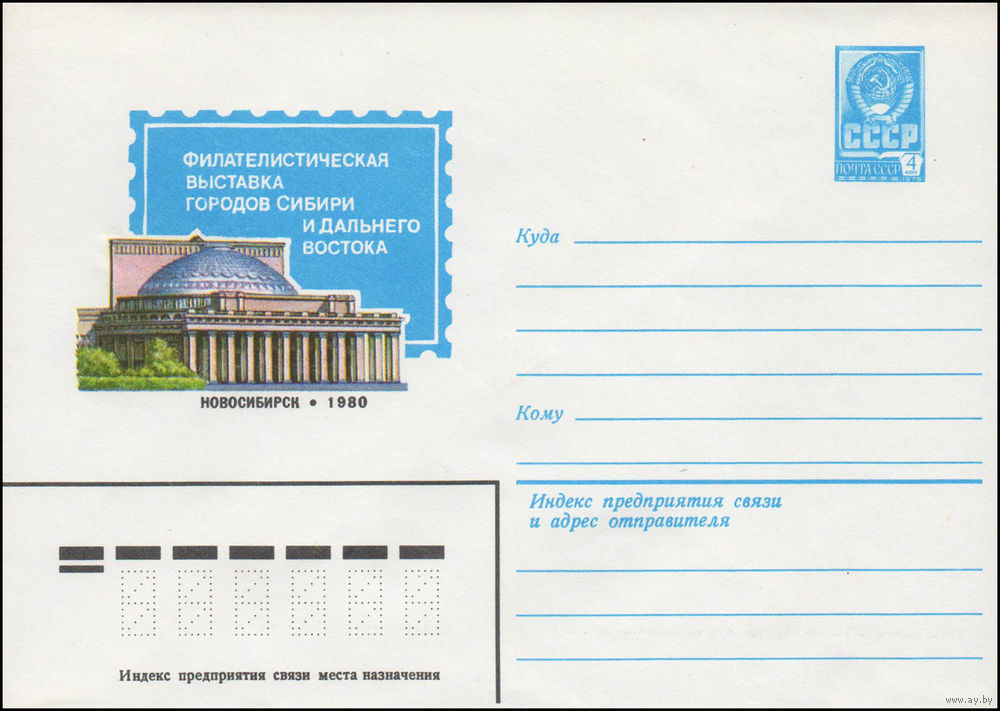 ФИЛАТЕЛИСТИЧЕСКАЯ
ВЫСТАВКА
ГОРОДОВ СИБИРИ
И ДАЛЬНЕГО
ВОСТОКА
НОВОСИБИРСК • 1980
СССР
ПОЧТА СССР
4
КОП
1976
Куда
Кому
Индекс предприятия связи
и адрес отправителя
Индекс предприятия связи места назначения
www.ay.by